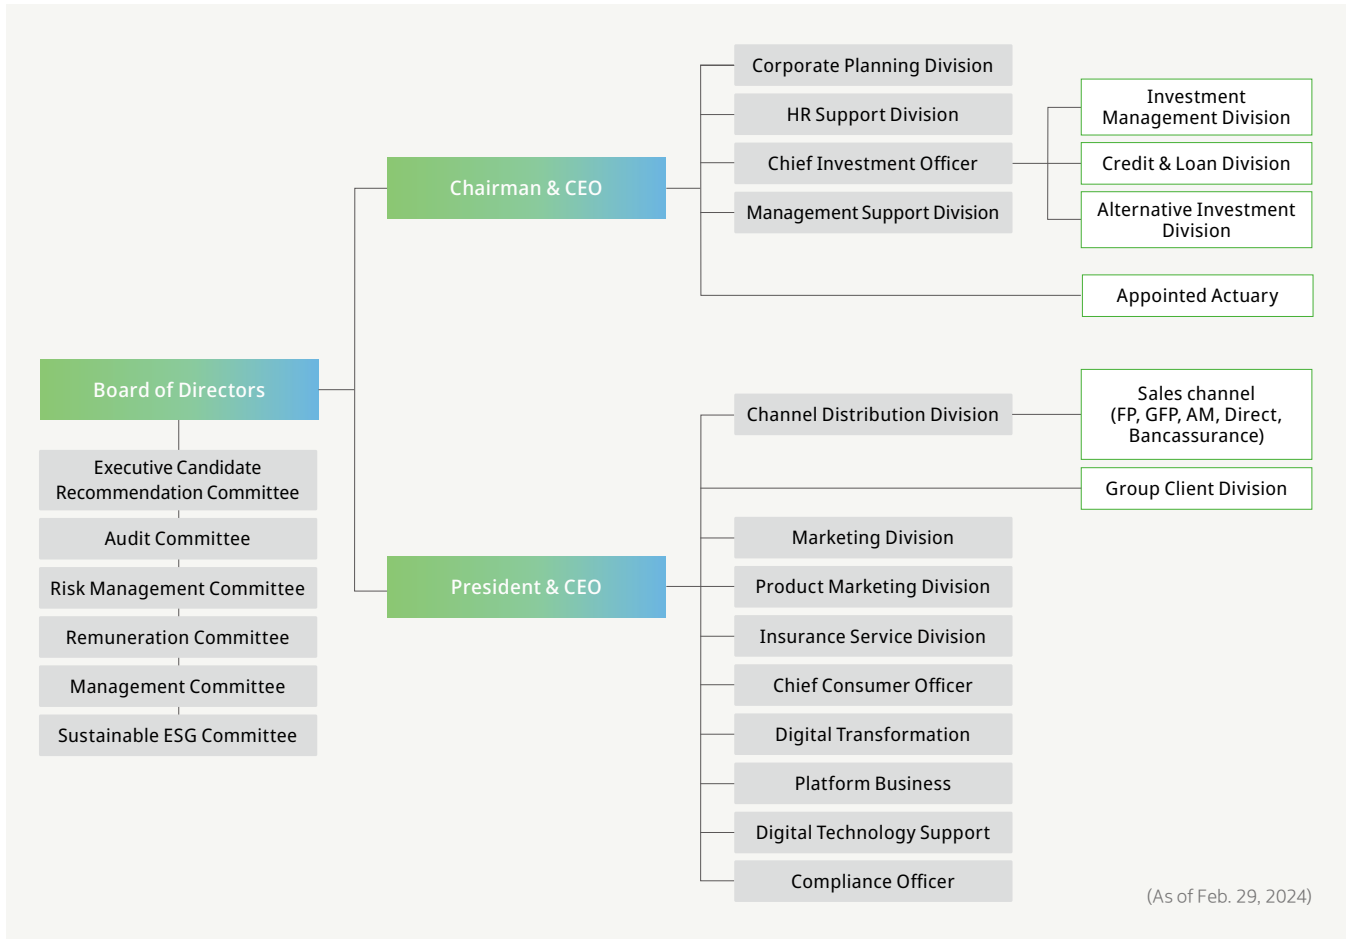 Board of Directors
Executive Candidate
Recommendation Committee
Audit Committee
Risk Management Committee
Remuneration Committee
Management Committee
Sustainable ESG Committee
Chairman & CEO
Corporate Planning Division
HR Support Division
Chief Investment Officer
Management Support Division
Investment
Management Division
Credit & Loan Division
Alternative Investment
Division
Appointed Actuary
President & CEO
Channel Distribution Division
Sales channel
(FP, GFP, AM, Direct,
Bancassurance)
Group Client Division
Marketing Division
Product Marketing Division
Insurance Service Division
Chief Consumer Officer
Digital Transformation
Platform Business
Digital Technology Support
Compliance Officer
(As of Feb. 29, 2024)